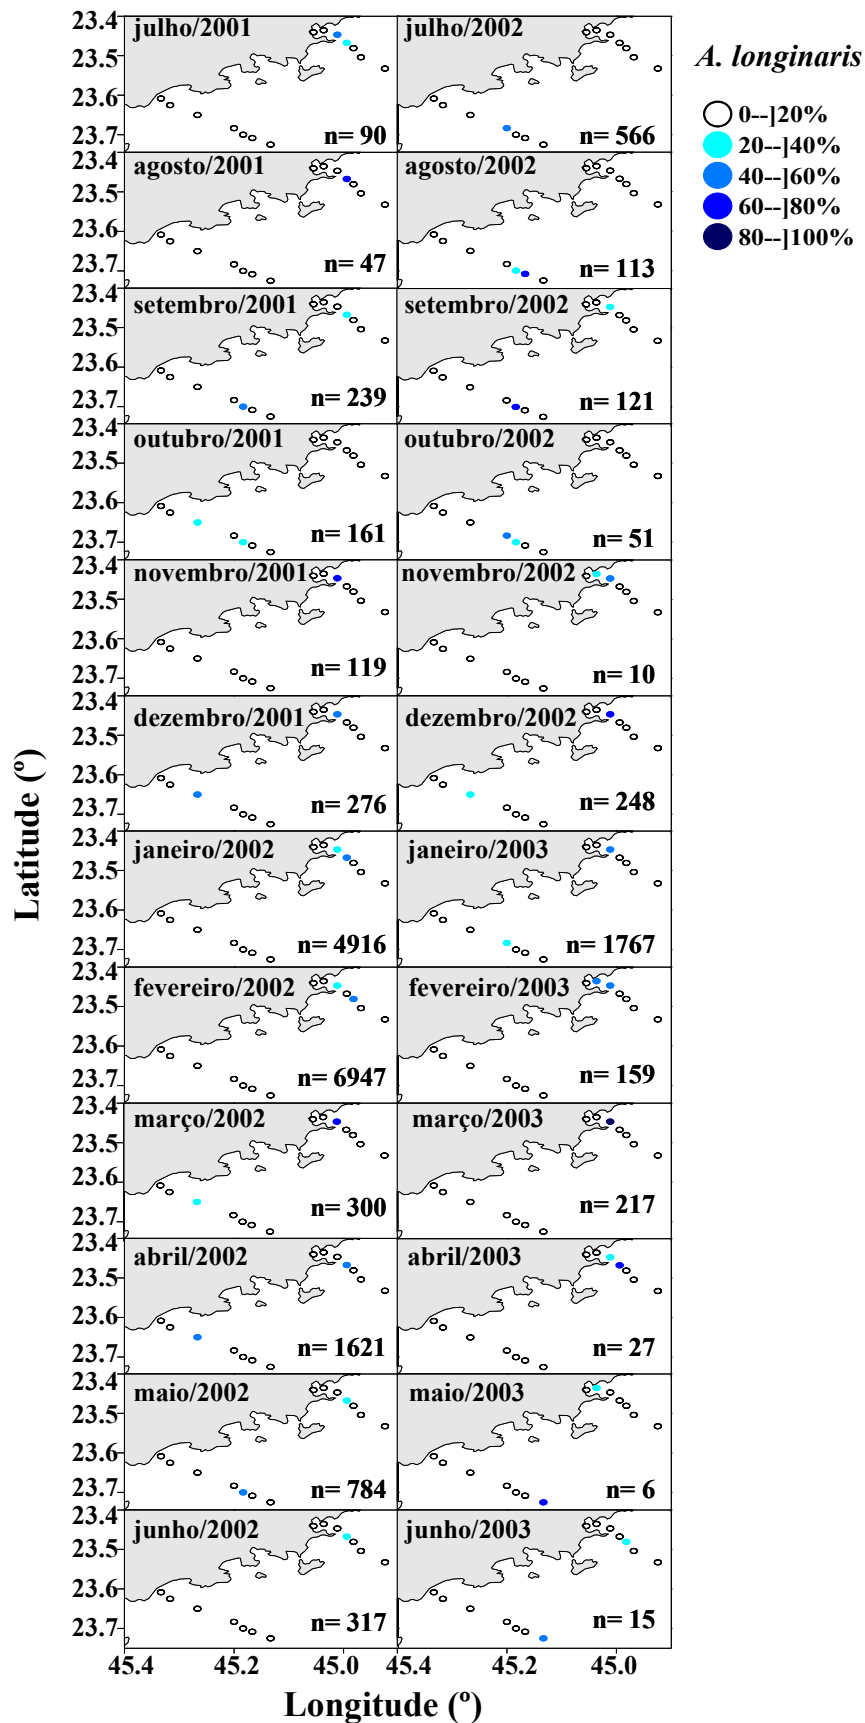 A. longinaris
0--]20%
20--]40%
40--]60%
60--]80%
80--]100%
Latitude (º)
23.4
23.6
23.7
julho/2001
n= 90
julho/2002
n= 566
23.4
23.5
23.6
23.7
agosto/2001
n= 47
agosto/2002
n= 113
23.4
23.5
23.6
23.7
setembro/2001
n= 239
setembro/2002
n= 121
23.4
23.5
23.6
23.7
outubro/2001
n= 161
outubro/2002
n= 51
23.4
23.5
23.6
23.7
novembro/2001
n= 119
novembro/2002
n= 10
23.4
23.5
23.6
23.7
dezembro/2001
n= 276
dezembro/2002
n= 248
23.4
23.5
23.6
23.7
janeiro/2002
n= 4916
janeiro/2003
n= 1767
23.4
23.5
23.6
23.7
fevereiro/2002
n= 6947
fevereiro/2003
n= 159
23.4
23.5
23.6
23.7
março/2002
n= 300
março/2003
n= 217
23.4
23.5
23.6
23.7
abril/2002
n= 1621
abril/2003
n= 27
23.4
23.5
23.6
23.7
maio/2002
n= 784
maio/2003
n= 6
23.4
23.5
23.6
23.7
junho/2002
n= 317
junho/2003
n= 15
45.4
45.2
45.0
45.2
45.0
Longitude (º)